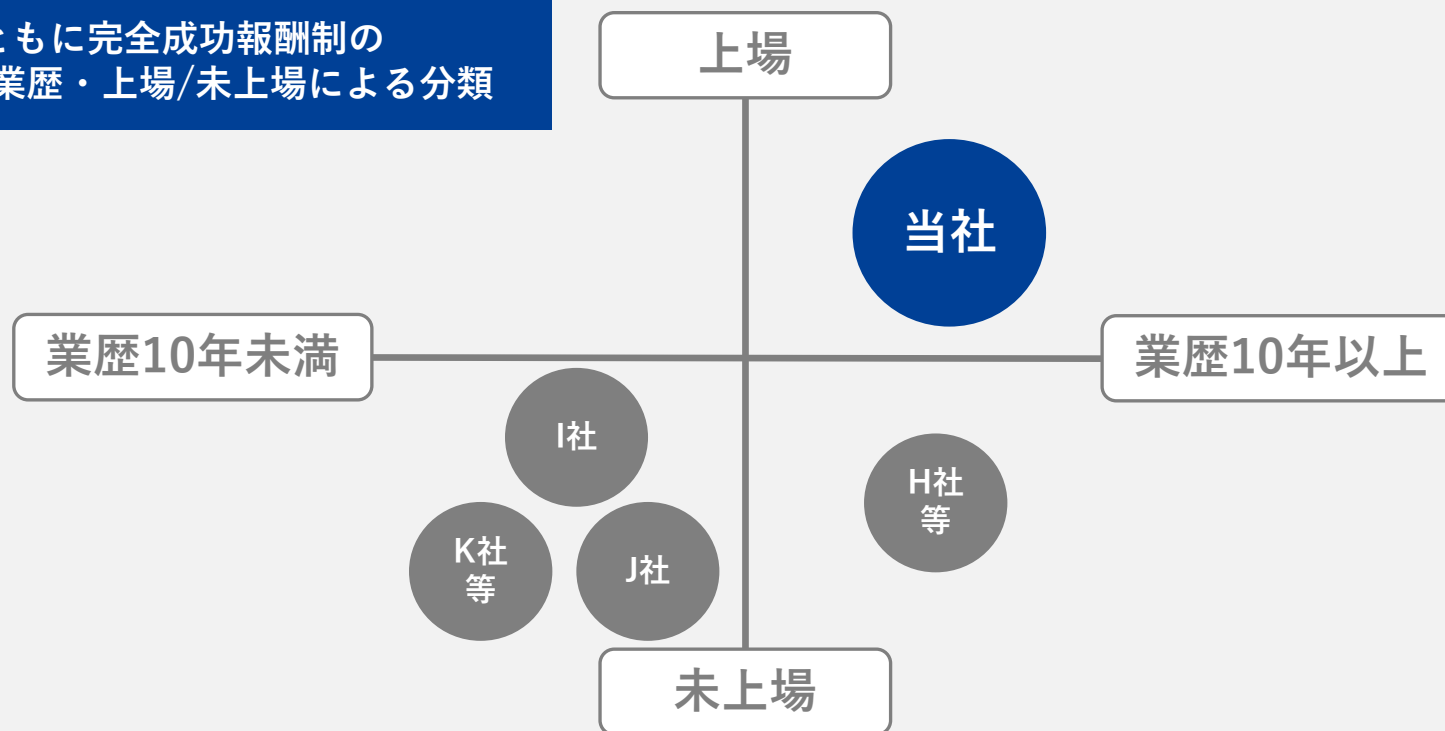 ともに完全成功報酬制の
業歴・上場/未上場による分類
上場
当社
業歴10年未満
業歴10年以上
I社
H社
等
K社
等
J社
未上場